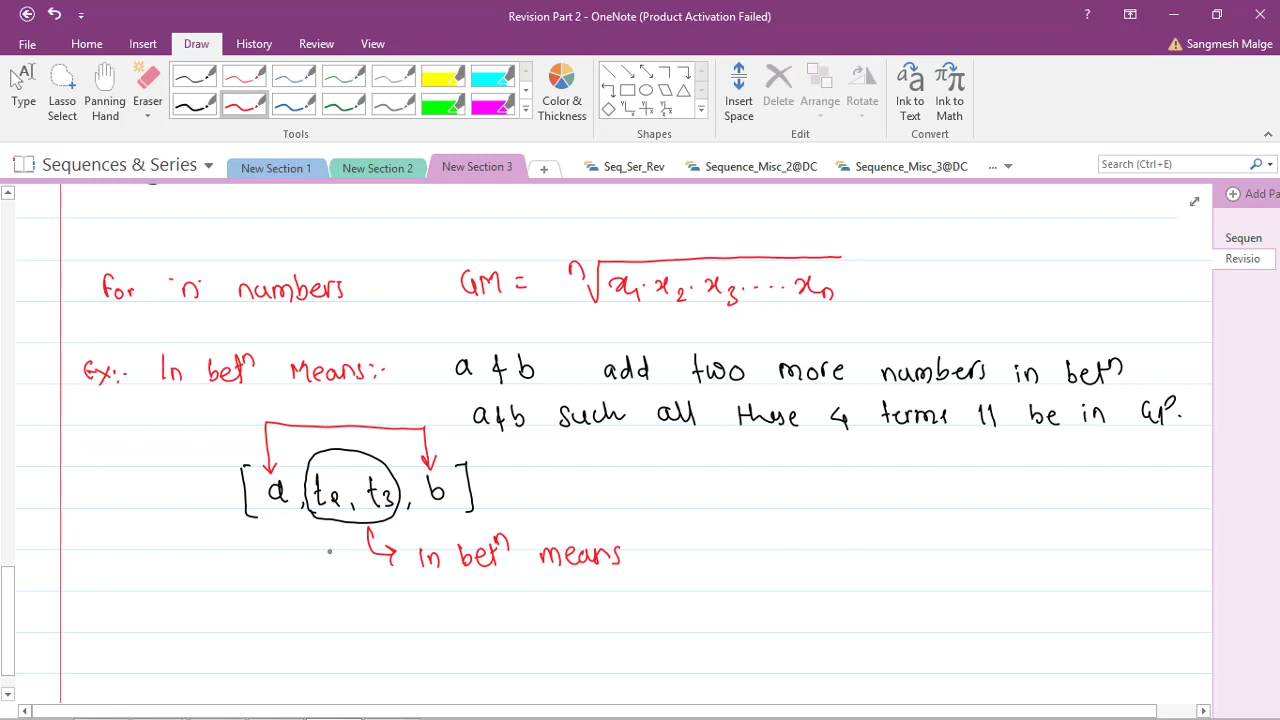 Revision Part 2 - OneNote (Product Activation Failed)
?
File Home Insert Draw History Review View Sangmesh Malge
Type Lasso Select Panning Hand Eraser Color & Thickness Insert Space Delete Arrange Rotate Ink to Text Ink to Math
Tools Shapes Edit Convert
Sequences & Series New Section 1 New Section 2 New Section 3 + Seq_Ser_Rev Sequence_Misc_2@DC Sequence_Misc_3@DC ... Search (Ctrl+E)
Add Pa
Sequen
Revisio
for 'n' numbers GM = ⁿ√x₁·x₂·x₃·...·xₙ
Ex:- In betⁿ Means:- a & b add two more numbers in betⁿ
a & b such all these 4 terms ll be in GP.
[a, t₂, t₃, b]
In betⁿ means